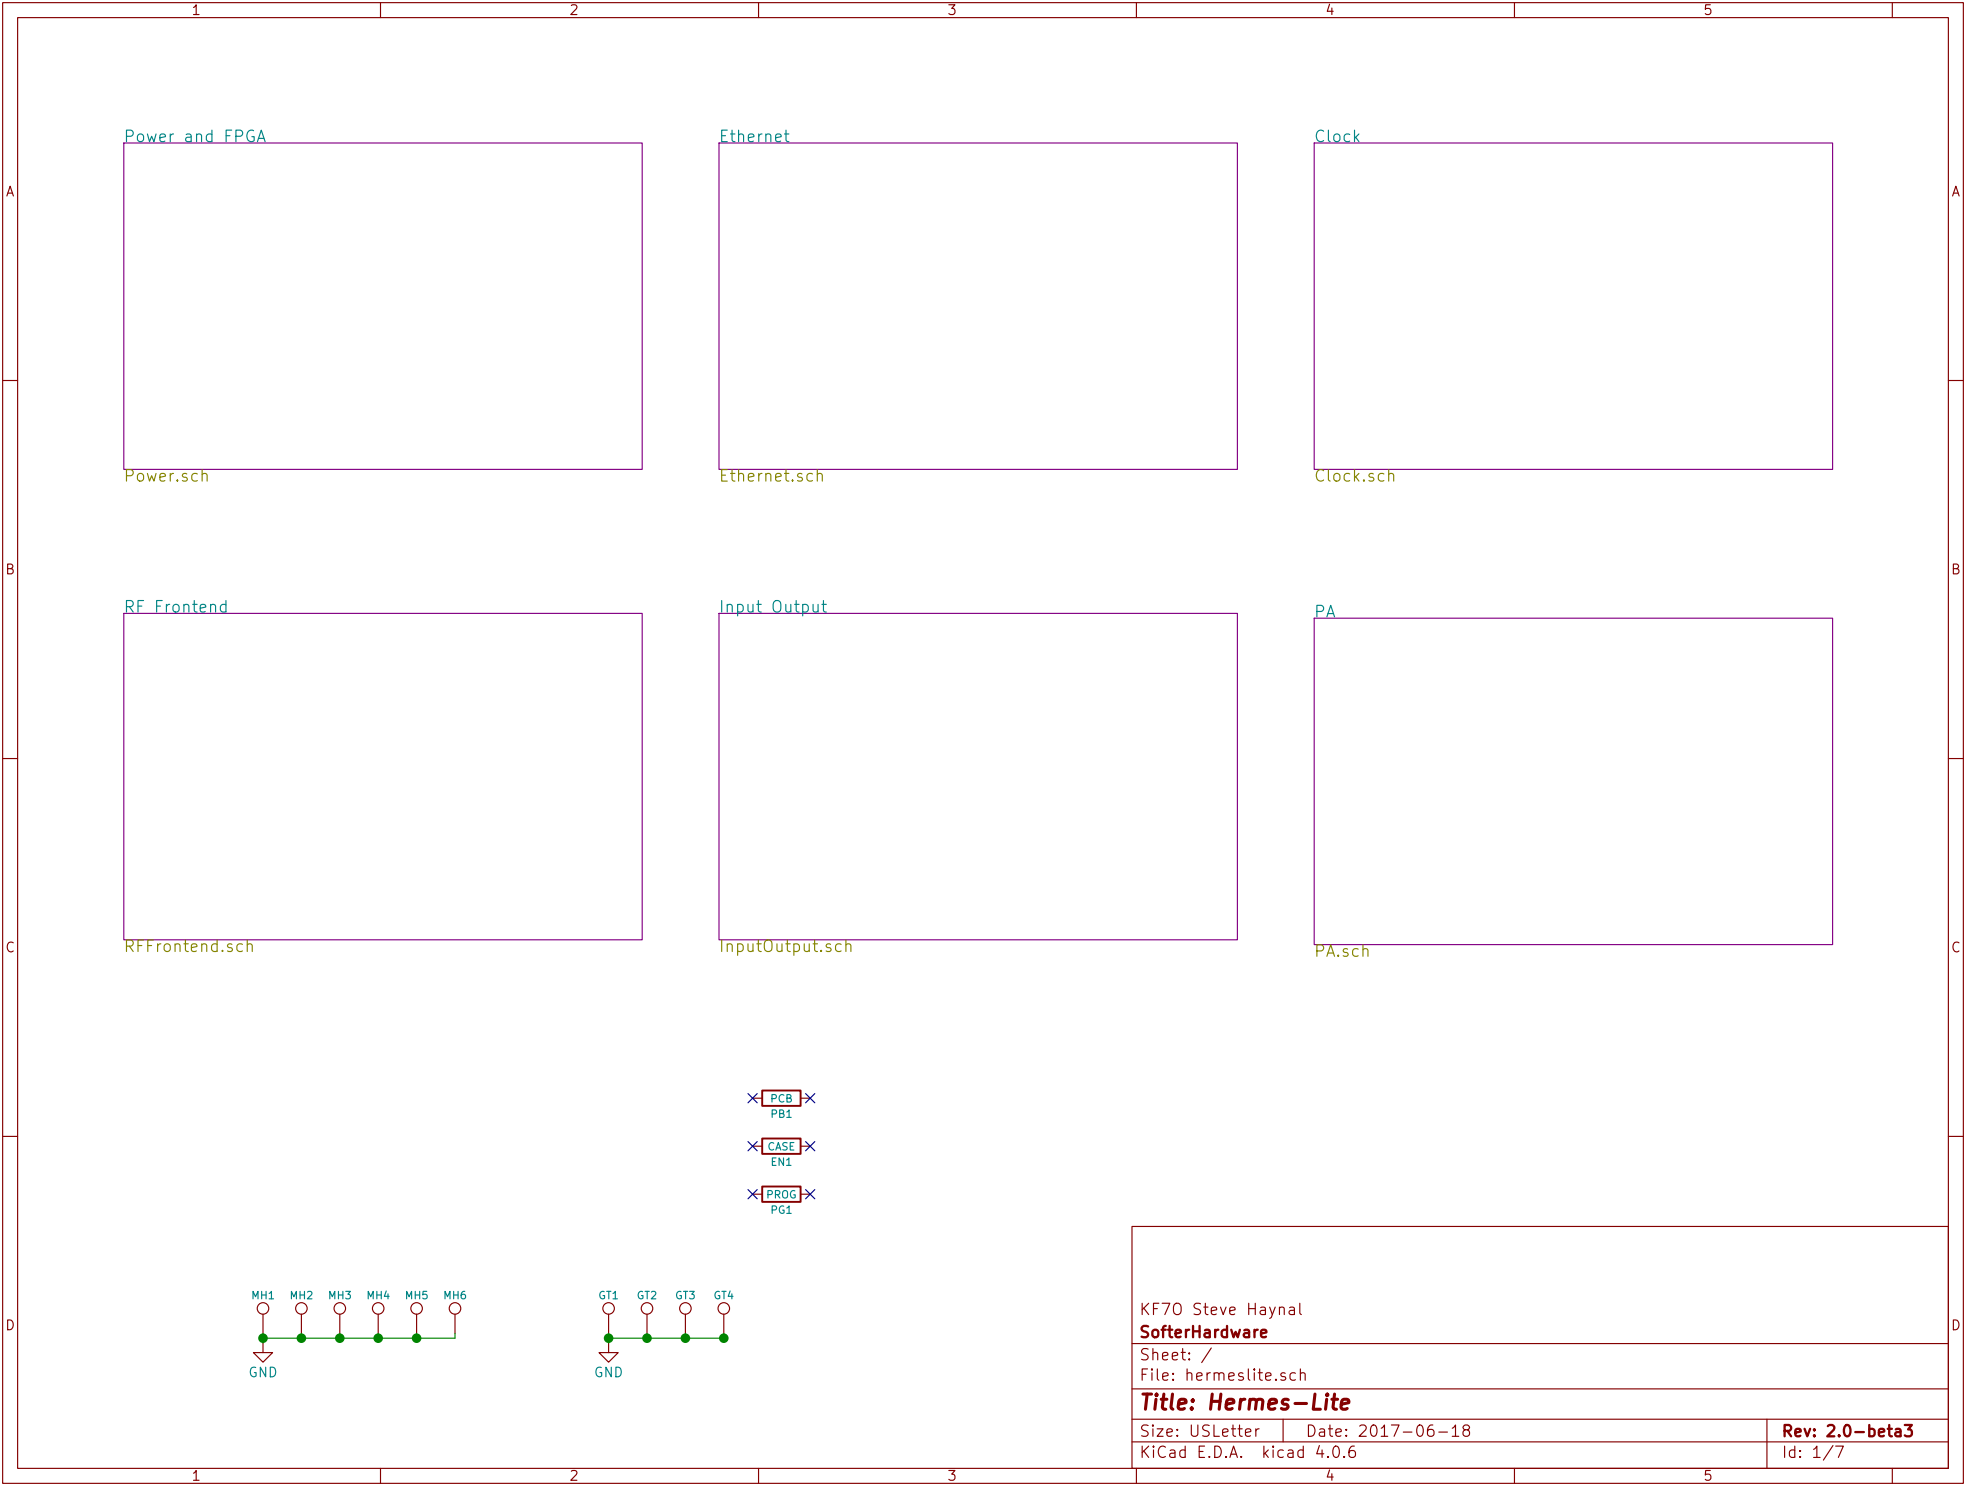 1 2 3 4 5
Power and FPGA Ethernet Clock
A A
Power.sch Ethernet.sch Clock.sch
B B
RF Frontend Input Output PA
C C
RFFrontend.sch InputOutput.sch PA.sch
PCB
PB1
CASE
EN1
PROG
PG1
MH1 MH2 MH3 MH4 MH5 MH6 GT1 GT2 GT3 GT4
D D
GND GND
KF7O Steve Haynal
SofterHardware
Sheet: /
File: hermeslite.sch
Title: Hermes-Lite
Size: USLetter Date: 2017-06-18 Rev: 2.0-beta3
KiCad E.D.A. kicad 4.0.6 Id: 1/7
1 2 3 4 5